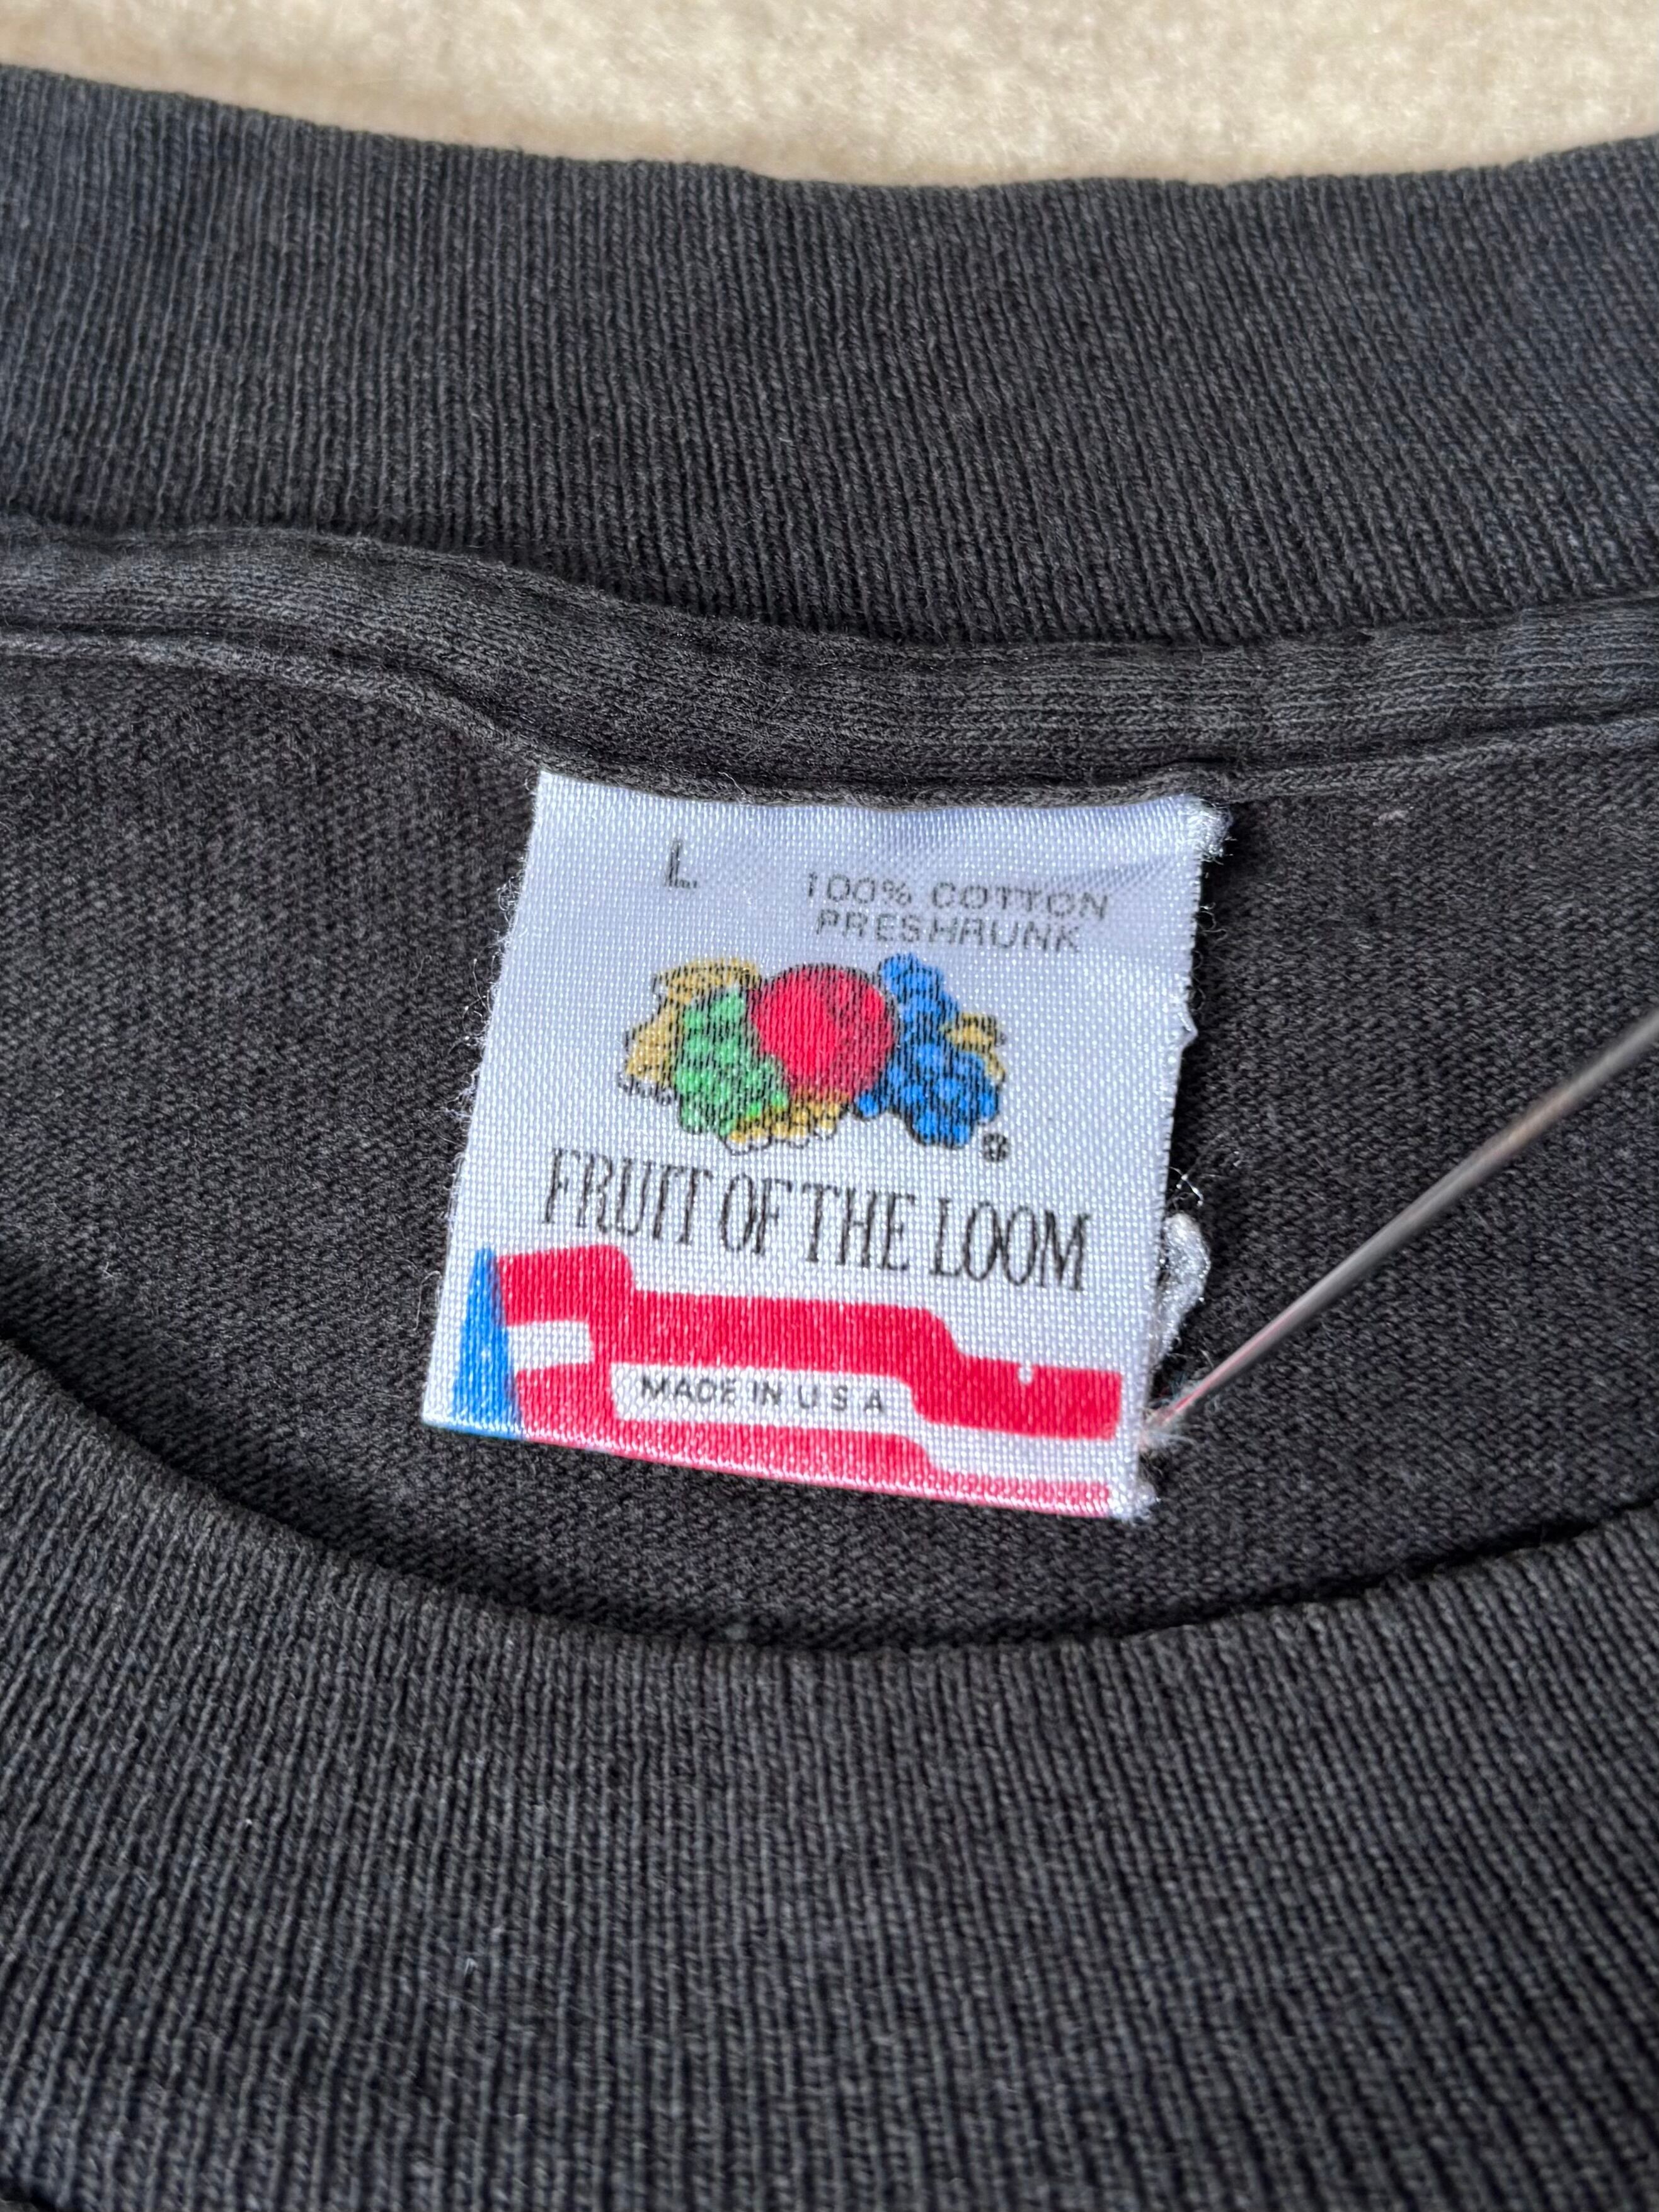 L
100% COTTON
PRESHRUNK
®
FRUIT OF THE LOOM
MADE IN U S A